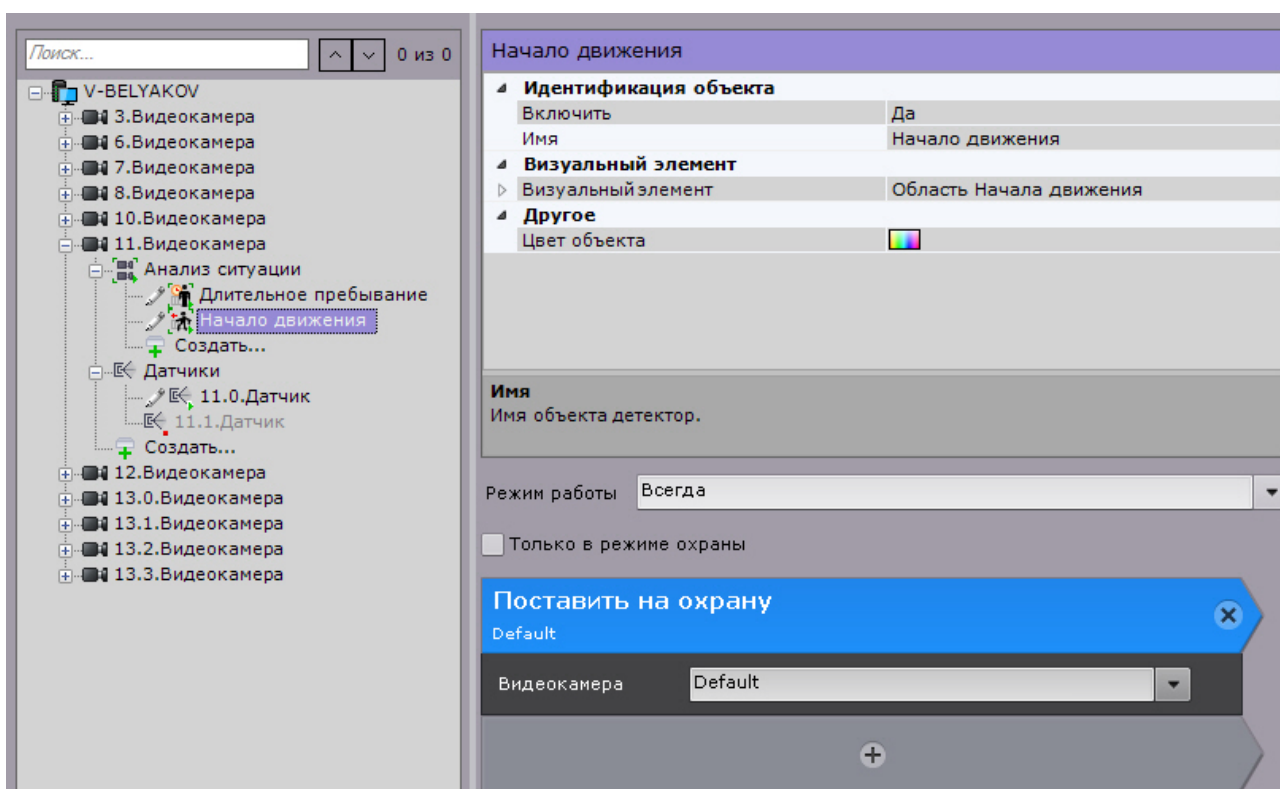 Поиск...
0 из 0
V-BELYAKOV
3.Видеокамера
6.Видеокамера
7.Видеокамера
8.Видеокамера
10.Видеокамера
11.Видеокамера
Анализ ситуации
Длительное пребывание
Начало движения
Создать...
Датчики
11.0.Датчик
11.1.Датчик
Создать...
12.Видеокамера
13.0.Видеокамера
13.1.Видеокамера
13.2.Видеокамера
13.3.Видеокамера
Начало движения
Идентификация объекта
Включить Да
Имя Начало движения
Визуальный элемент
Визуальный элемент Область Начала движения
Другое
Цвет объекта
Имя
Имя объекта детектор.
Режим работы Всегда
Только в режиме охраны
Поставить на охрану
Default
Видеокамера Default